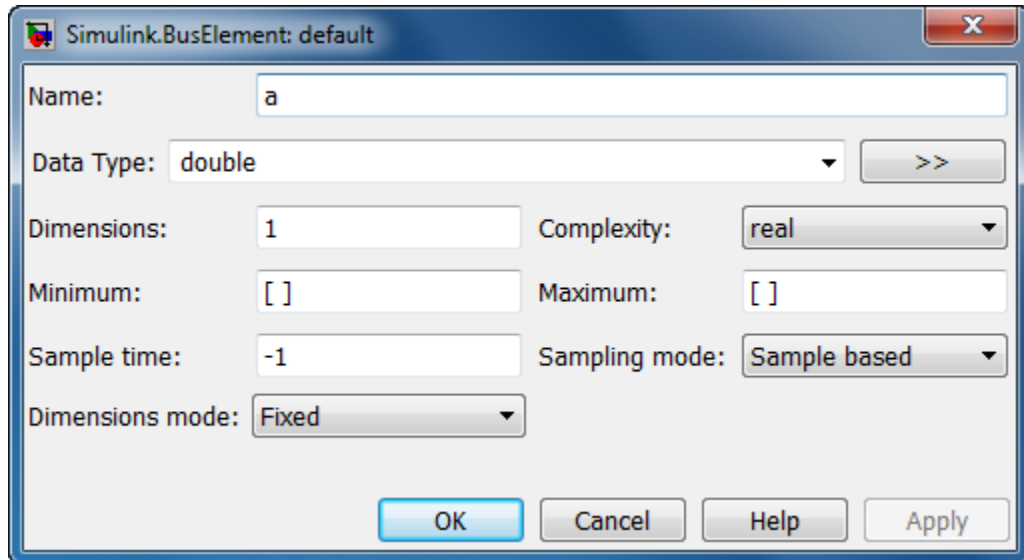 Simulink.BusElement: default
Name: a
Data Type: double >>
Dimensions: 1 Complexity: real
Minimum: [ ] Maximum: [ ]
Sample time: -1 Sampling mode: Sample based
Dimensions mode: Fixed
OK Cancel Help Apply